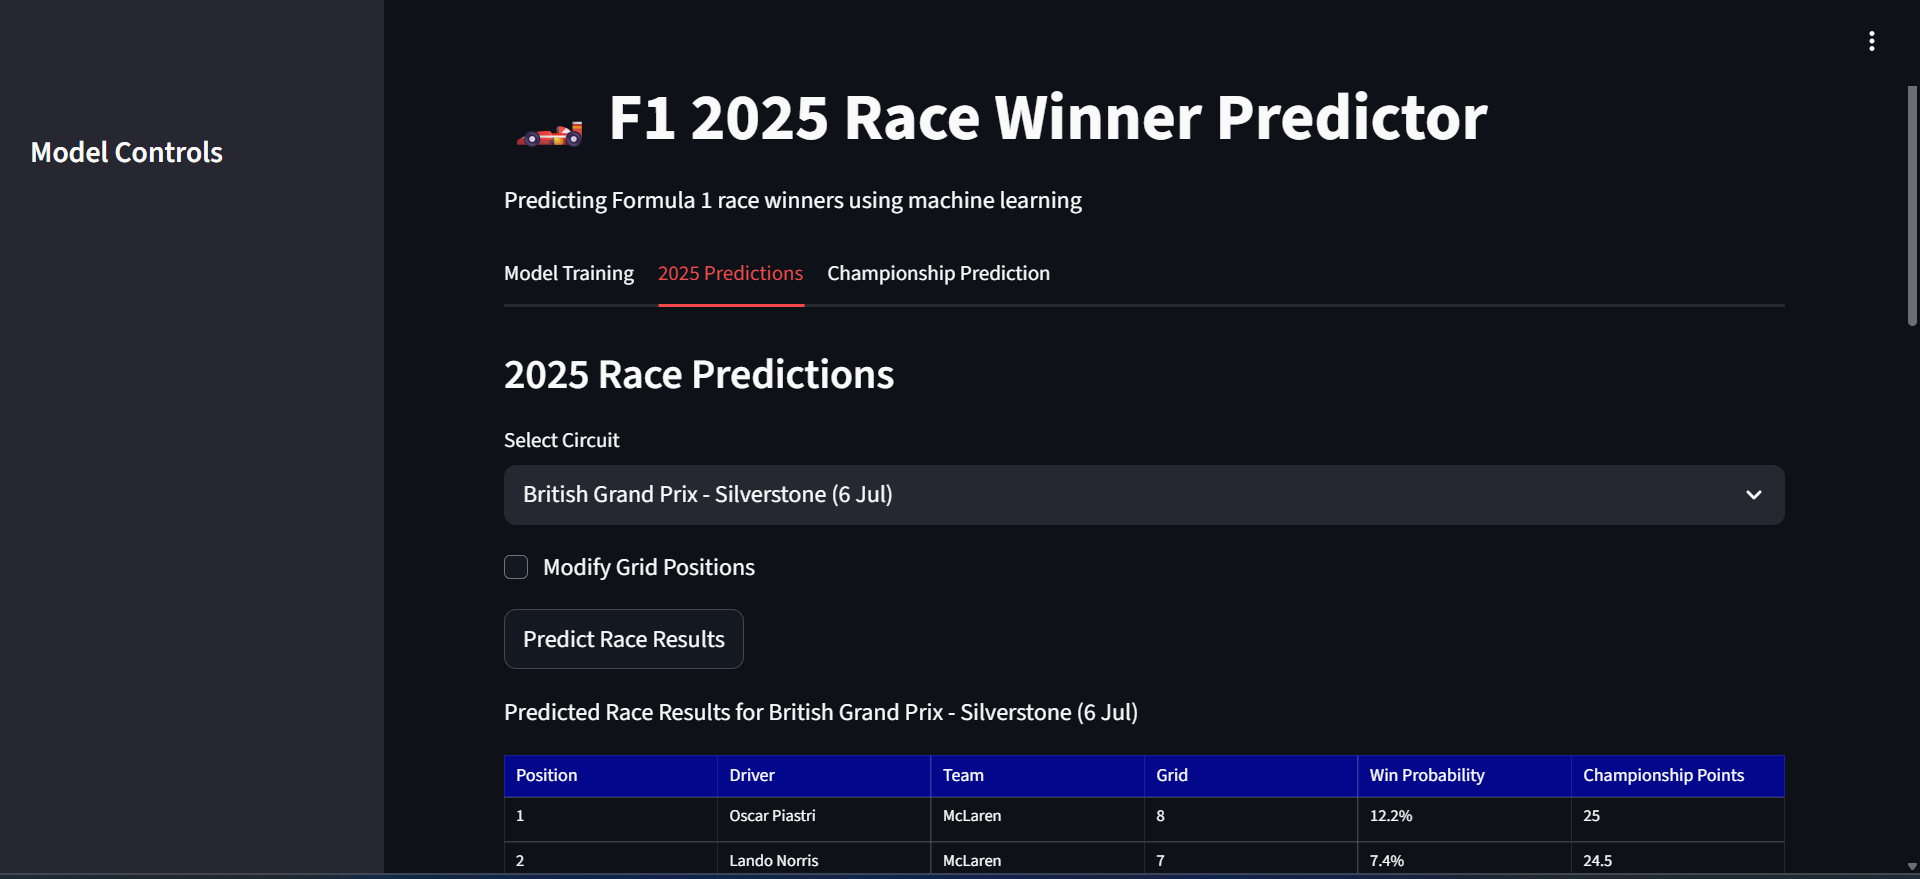 Model Controls
F1 2025 Race Winner Predictor
Predicting Formula 1 race winners using machine learning
Model Training 2025 Predictions Championship Prediction
2025 Race Predictions
Select Circuit
British Grand Prix - Silverstone (6 Jul)
Modify Grid Positions
Predict Race Results
Predicted Race Results for British Grand Prix - Silverstone (6 Jul)
Position Driver Team Grid Win Probability Championship Points
1 Oscar Piastri McLaren 8 12.2% 25
2 Lando Norris McLaren 7 7.4% 24.5